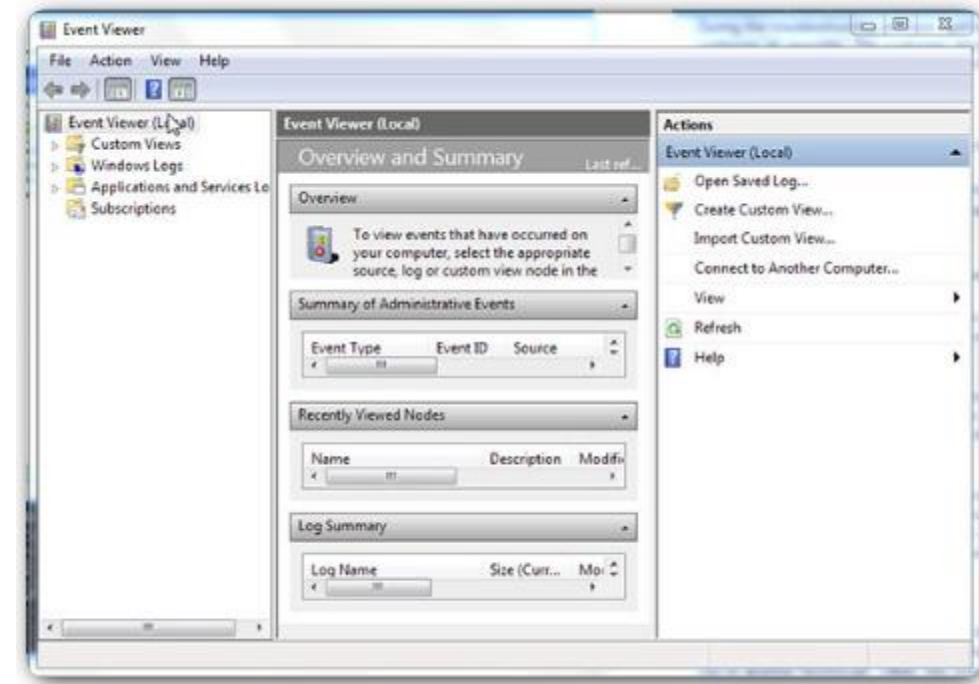 Event Viewer
File Action View Help
Event Viewer (Local)
Custom Views
Windows Logs
Applications and Services Lo
Subscriptions
Event Viewer (Local)
Overview and Summary Last ref...
Overview
To view events that have occurred on
your computer, select the appropriate
source, log or custom view node in the
Summary of Administrative Events
Event Type Event ID Source
Recently Viewed Nodes
Name Description Modifi
Log Summary
Log Name Size (Curr... Mo
Actions
Event Viewer (Local)
Open Saved Log...
Create Custom View...
Import Custom View...
Connect to Another Computer...
View
Refresh
Help